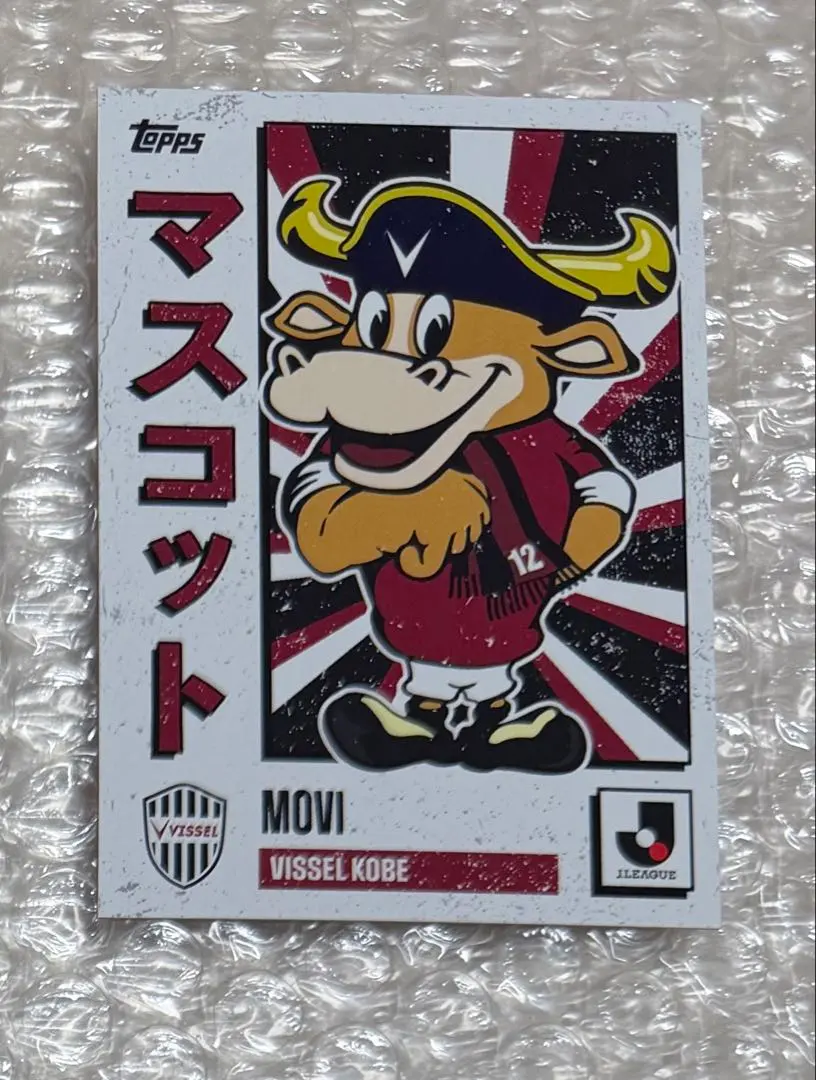 topps
マスコット
12
VISSEL
MOVI
VISSEL KOBE
J.LEAGUE